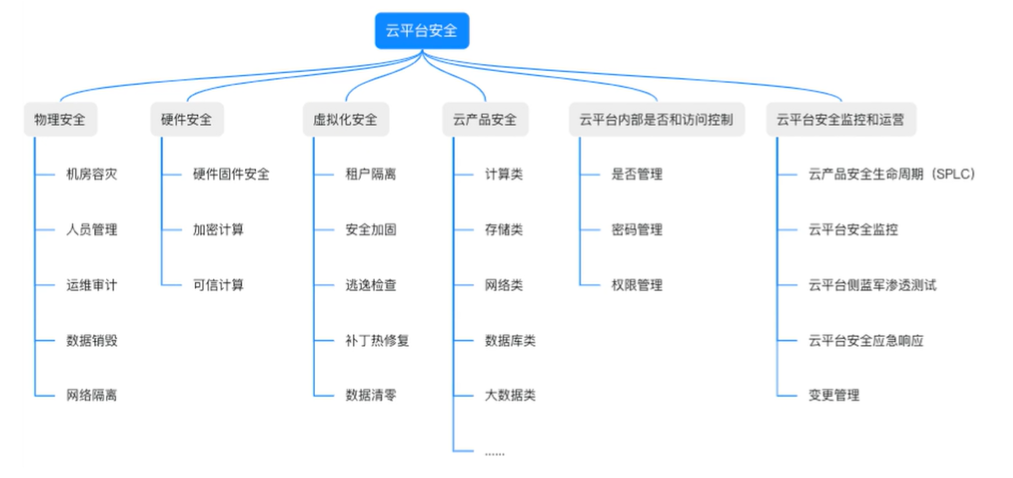 云平台安全
物理安全
机房容灾
人员管理
运维审计
数据销毁
网络隔离
硬件安全
硬件固件安全
加密计算
可信计算
虚拟化安全
租户隔离
安全加固
逃逸检查
补丁热修复
数据清零
云产品安全
计算类
存储类
网络类
数据库类
大数据类
......
云平台内部是否和访问控制
是否管理
密码管理
权限管理
云平台安全监控和运营
云产品安全生命周期（SPLC）
云平台安全监控
云平台侧蓝军渗透测试
云平台安全应急响应
变更管理